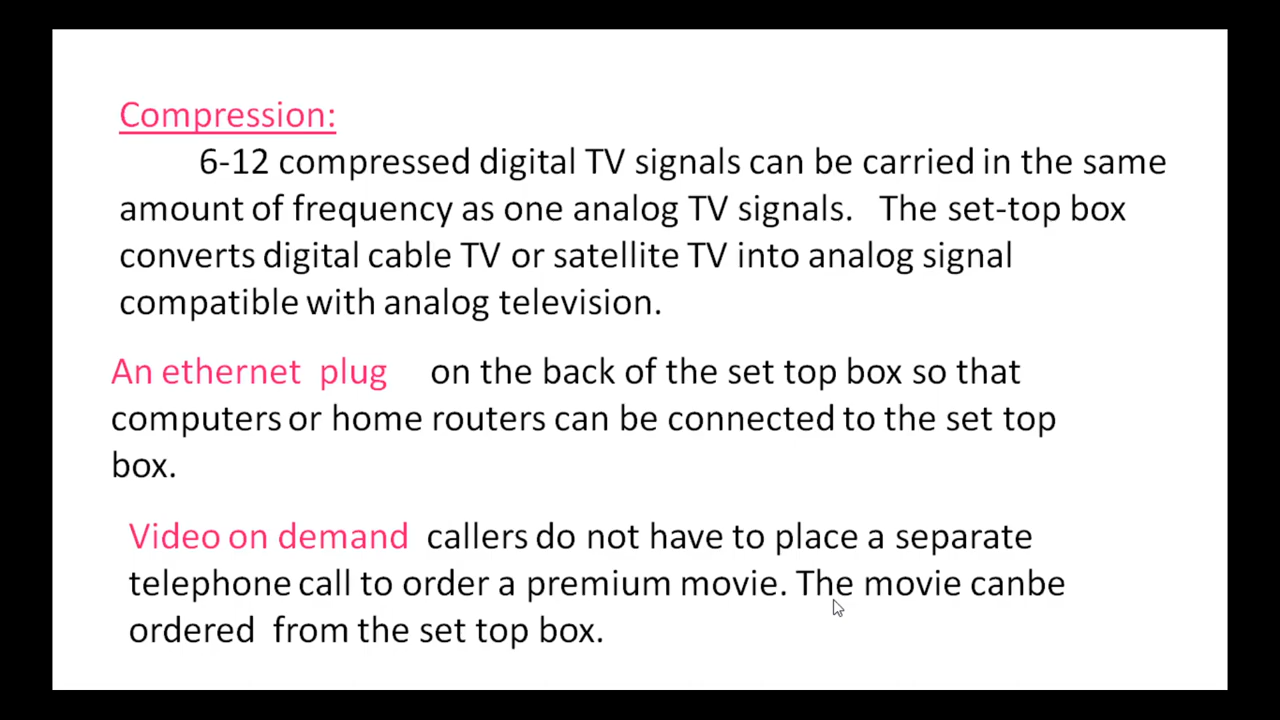 Compression:
6-12 compressed digital TV signals can be carried in the same
amount of frequency as one analog TV signals. The set-top box
converts digital cable TV or satellite TV into analog signal
compatible with analog television.
An ethernet plug on the back of the set top box so that
computers or home routers can be connected to the set top
box.
Video on demand callers do not have to place a separate
telephone call to order a premium movie. The movie canbe
ordered from the set top box.